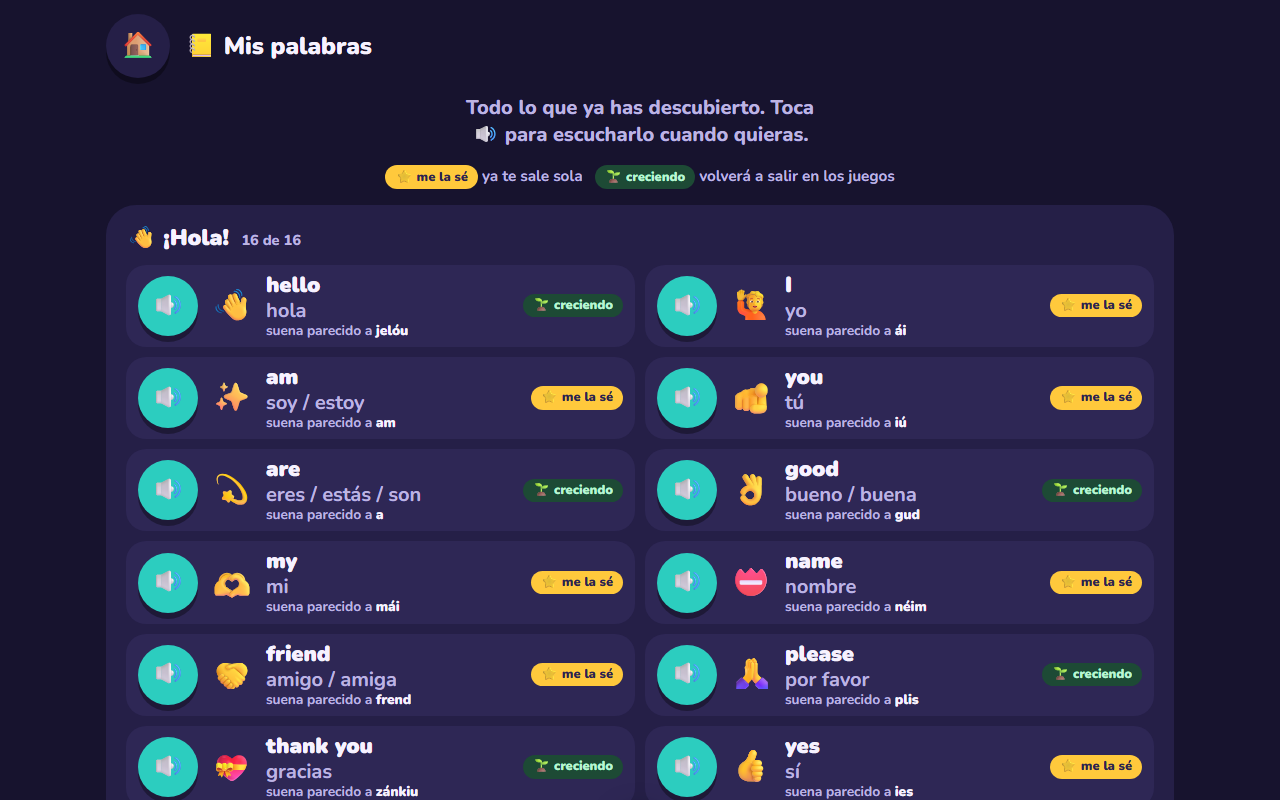 Mis palabras
Todo lo que ya has descubierto. Toca
para escucharlo cuando quieras.
me la sé ya te sale sola creciendo volverá a salir en los juegos
¡Hola! 16 de 16
hello
hola
suena parecido a jelóu
creciendo
I
yo
suena parecido a ái
me la sé
am
soy / estoy
suena parecido a am
me la sé
you
tú
suena parecido a iú
me la sé
are
eres / estás / son
suena parecido a a
creciendo
good
bueno / buena
suena parecido a gud
creciendo
my
mi
suena parecido a mái
me la sé
name
nombre
suena parecido a néim
me la sé
friend
amigo / amiga
suena parecido a frend
me la sé
please
por favor
suena parecido a plis
creciendo
thank you
gracias
suena parecido a zánkiu
creciendo
yes
sí
suena parecido a ies
me la sé